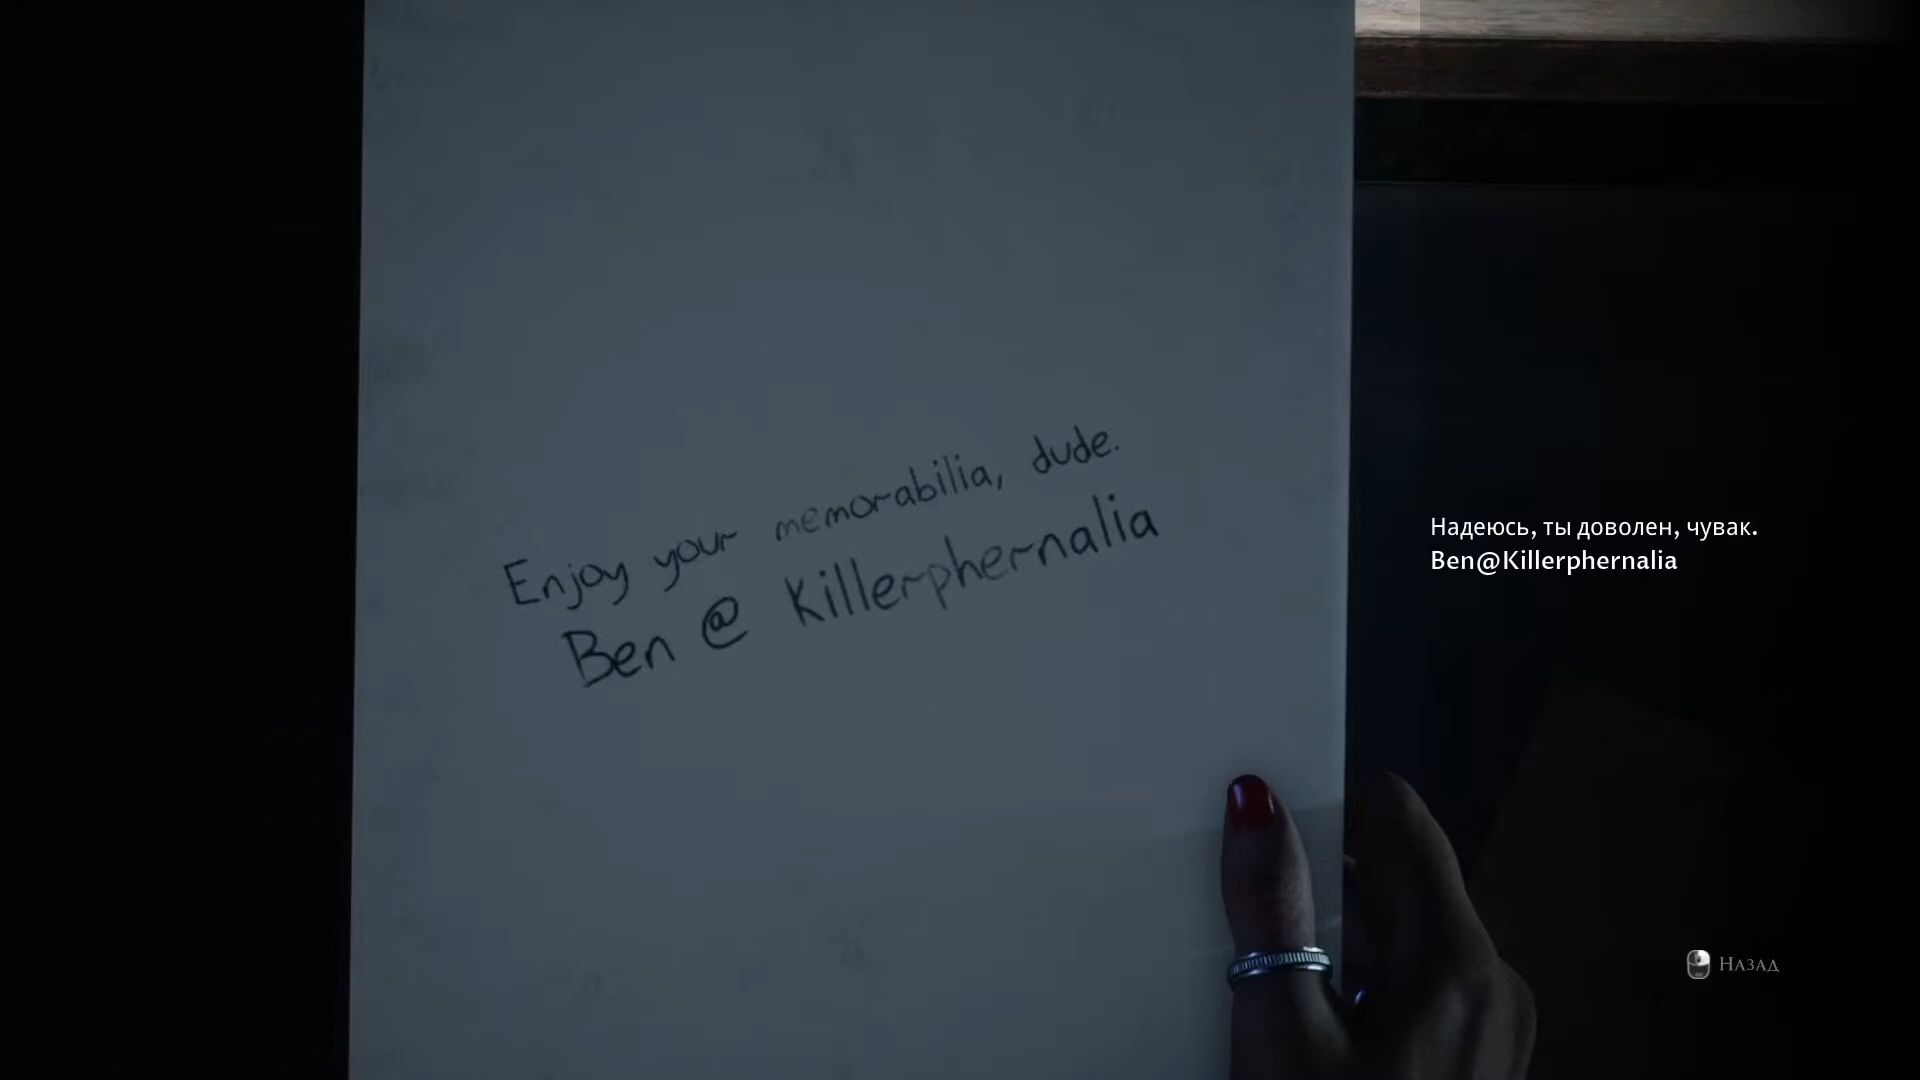 Enjoy your memorabilia, dude.
Ben @ Killerphernalia
Надеюсь, ты доволен, чувак.
Ben@Killerphernalia
Назад